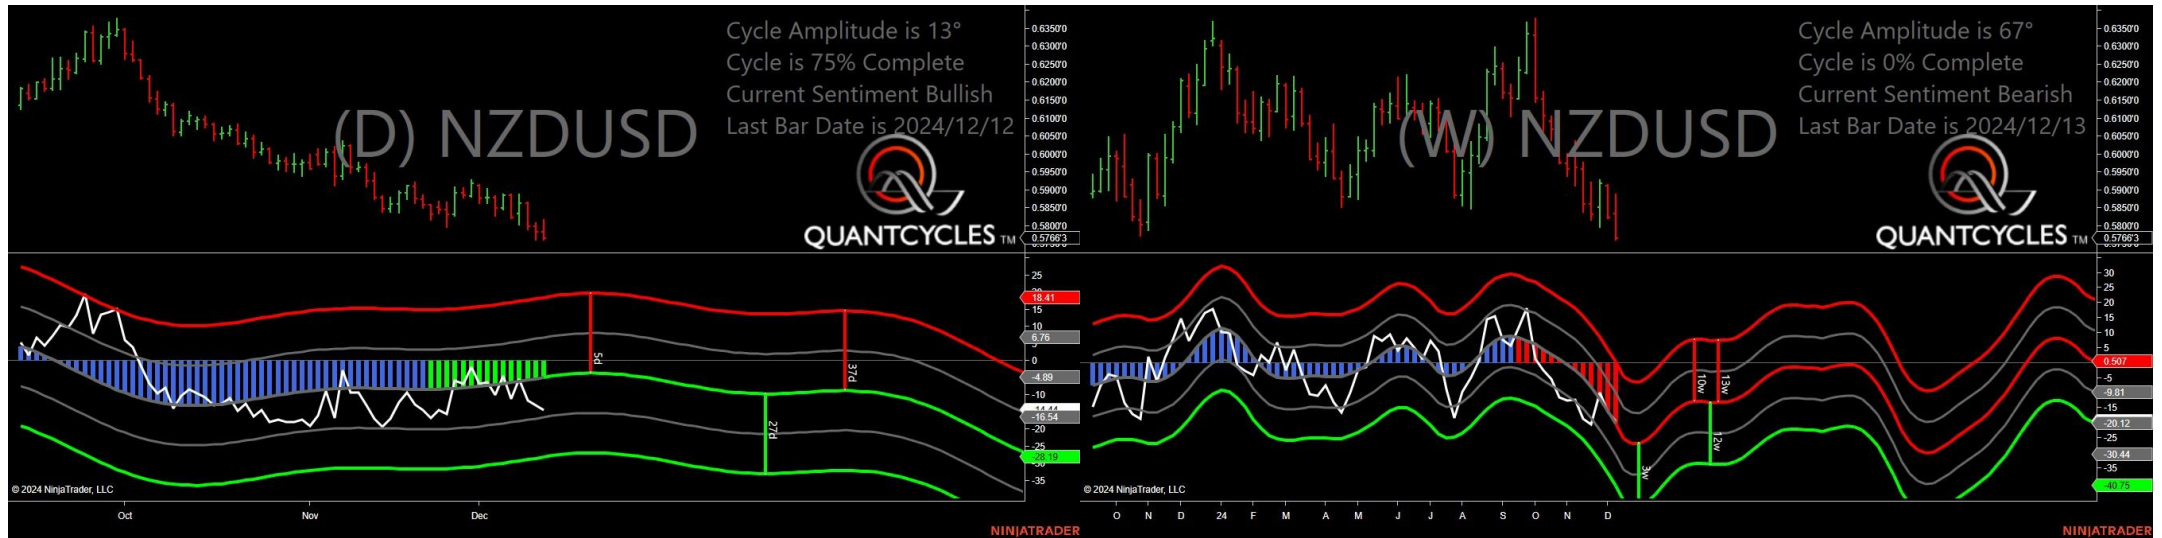 Cycle Amplitude is 13°
Cycle is 75% Complete
Current Sentiment Bullish
Last Bar Date is 2024/12/12
(D) NZDUSD
QUANTCYCLES TM
0.6350'0
0.6300'0
0.6250'0
0.6200'0
0.6150'0
0.6100'0
0.6050'0
0.6000'0
0.5950'0
0.5900'0
0.5850'0
0.5800'0
0.5766'3
25
18.41
15
10
6.76
5
0
-4.89
-10
-14.44
-16.54
-20
-25
-28.19
-30
-35
5d
37d
27d
© 2024 NinjaTrader, LLC
Oct Nov Dec
NINJATRADER
Cycle Amplitude is 67°
Cycle is 0% Complete
Current Sentiment Bearish
Last Bar Date is 2024/12/13
(W) NZDUSD
QUANTCYCLES TM
0.6350'0
0.6300'0
0.6250'0
0.6200'0
0.6150'0
0.6100'0
0.6050'0
0.6000'0
0.5950'0
0.5900'0
0.5850'0
0.5800'0
0.5766'3
30
25
20
15
10
5
0.507
-5
-9.81
-15
-20.12
-25
-30.44
-35
-40.75
10w
13w
12w
3w
© 2024 NinjaTrader, LLC
O N D 24 F M A M J J A S O N D
NINJATRADER